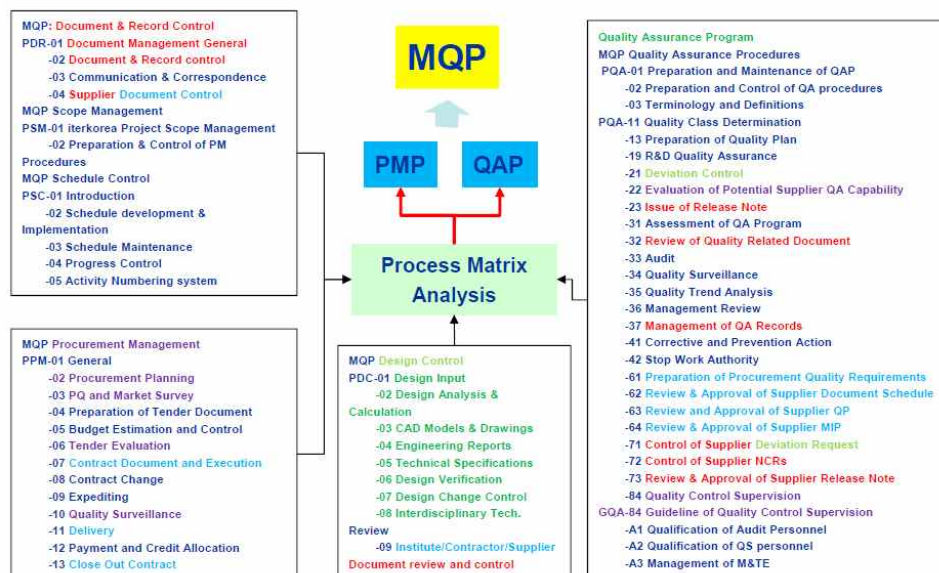 MQP: Document & Record Control
PDR-01 Document Management General
-02 Document & Record control
-03 Communication & Correspondence
-04 Supplier Document Control
MQP Scope Management
PSM-01 iterkorea Project Scope Management
-02 Preparation & Control of PM
Procedures
MQP Schedule Control
PSC-01 Introduction
-02 Schedule development &
Implementation
-03 Schedule Maintenance
-04 Progress Control
-05 Activity Numbering system
MQP Procurement Management
PPM-01 General
-02 Procurement Planning
-03 PQ and Market Survey
-04 Preparation of Tender Document
-05 Budget Estimation and Control
-06 Tender Evaluation
-07 Contract Document and Execution
-08 Contract Change
-09 Expediting
-10 Quality Surveillance
-11 Delivery
-12 Payment and Credit Allocation
-13 Close Out Contract
MQP
PMP
QAP
Process Matrix
Analysis
MQP Design Control
PDC-01 Design Input
-02 Design Analysis &
Calculation
-03 CAD Models & Drawings
-04 Engineering Reports
-05 Technical Specifications
-06 Design Verification
-07 Design Change Control
-08 Interdisciplinary Tech.
Review
-09 Institute/Contractor/Supplier
Document review and control
Quality Assurance Program
MQP Quality Assurance Procedures
PQA-01 Preparation and Maintenance of QAP
-02 Preparation and Control of QA procedures
-03 Terminology and Definitions
PQA-11 Quality Class Determination
-13 Preparation of Quality Plan
-19 R&D Quality Assurance
-21 Deviation Control
-22 Evaluation of Potential Supplier QA Capability
-23 Issue of Release Note
-31 Assessment of QA Program
-32 Review of Quality Related Document
-33 Audit
-34 Quality Surveillance
-35 Quality Trend Analysis
-36 Management Review
-37 Management of QA Records
-41 Corrective and Prevention Action
-42 Stop Work Authority
-61 Preparation of Procurement Quality Requirements
-62 Review & Approval of Supplier Document Schedule
-63 Review and Approval of Supplier QP
-64 Review & Approval of Supplier MIP
-71 Control of Supplier Deviation Request
-72 Control of Supplier NCRs
-73 Review & Approval of Supplier Release Note
-84 Quality Control Supervision
GQA-84 Guideline of Quality Control Supervision
-A1 Qualification of Audit Personnel
-A2 Qualification of QS personnel
-A3 Management of M&TE